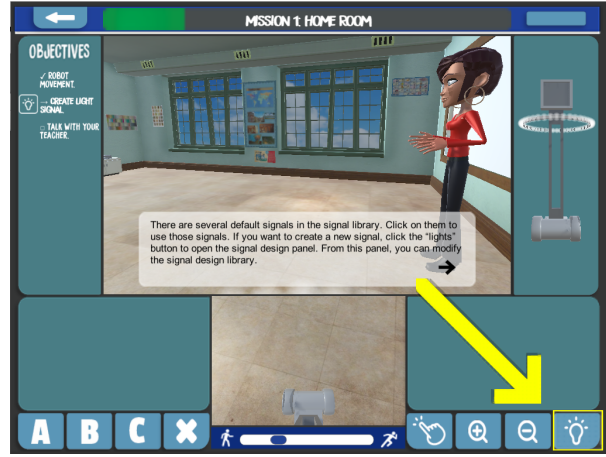 MISSION 1: HOME ROOM
OBJECTIVES
✓ ROBOT
MOVEMENT.
→ CREATE LIGHT
SIGNAL
□ TALK WITH YOUR
TEACHER.
There are several default signals in the signal library. Click on them to
use those signals. If you want to create a new signal, click the “lights”
button to open the signal design panel. From this panel, you can modify
the signal design library.
A B C X